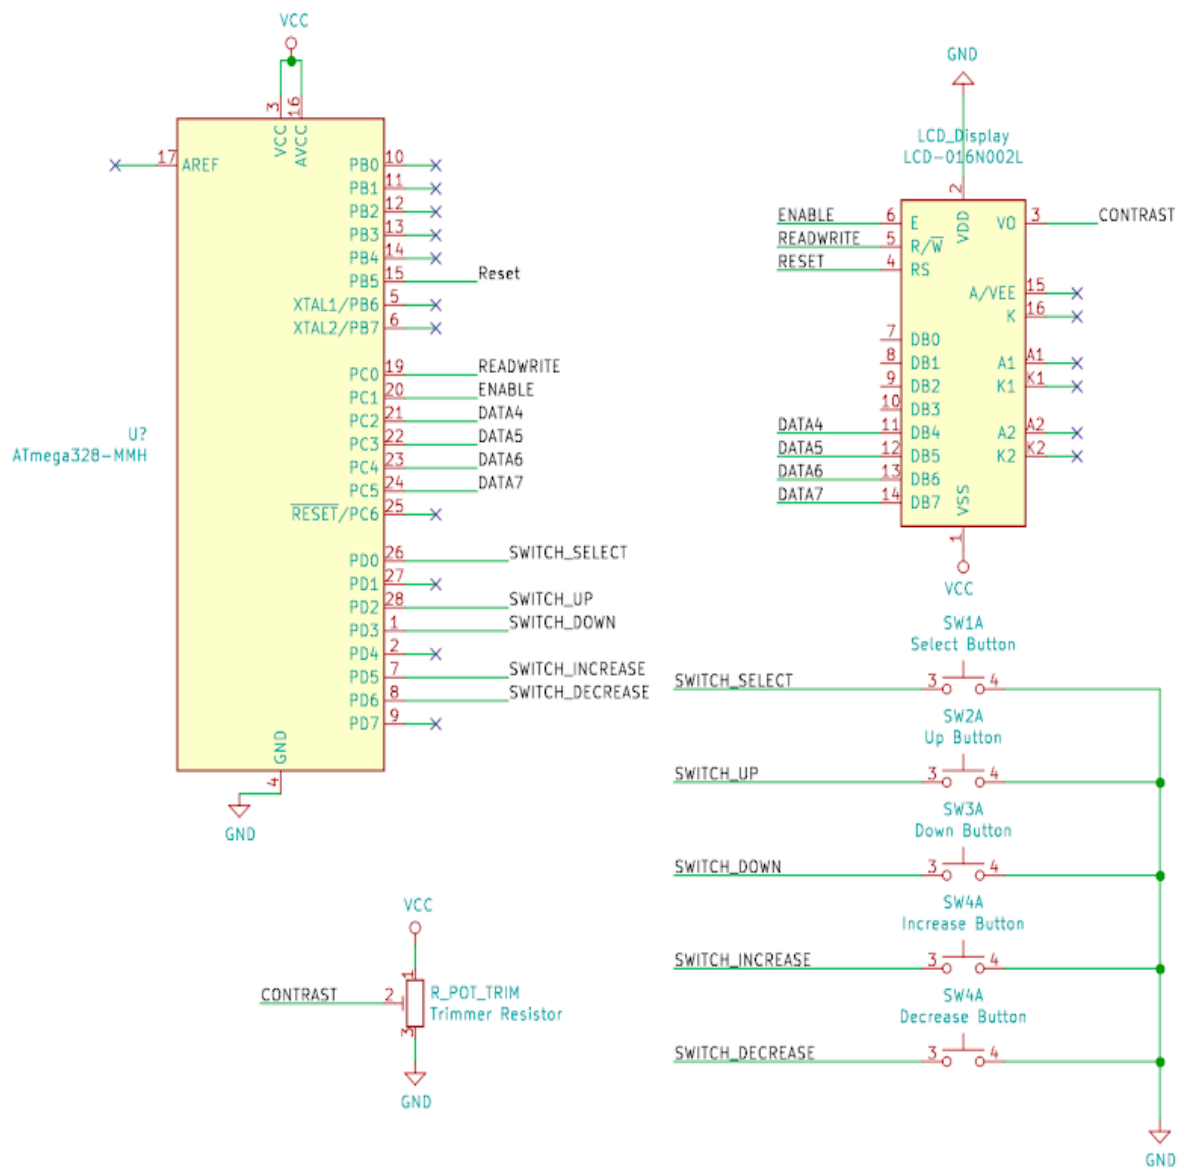 VCC
3
16
VCC
AVCC
17 AREF
PB0 10
PB1 11
PB2 12
PB3 13
PB4 14
PB5 15 Reset
XTAL1/PB6 5
XTAL2/PB7 6
PC0 19 READWRITE
PC1 20 ENABLE
PC2 21 DATA4
PC3 22 DATA5
PC4 23 DATA6
PC5 24 DATA7
RESET/PC6 25
U?
ATmega328-MMH
PD0 26 SWITCH_SELECT
PD1 27
PD2 28 SWITCH_UP
PD3 1 SWITCH_DOWN
PD4 2
PD5 7 SWITCH_INCREASE
PD6 8 SWITCH_DECREASE
PD7 9
GND
4
GND
GND
LCD_Display
LCD-016N002L
2
VDD
ENABLE 6 E
READWRITE 5 R/W
RESET 4 RS
VO 3 CONTRAST
A/VEE 15
K 16
A1 A1
K1 K1
A2 A2
K2 K2
7 DB0
8 DB1
9 DB2
10 DB3
DATA4 11 DB4
DATA5 12 DB5
DATA6 13 DB6
DATA7 14 DB7
VSS
1
VCC
SW1A
Select Button
SWITCH_SELECT 3 4
SW2A
Up Button
SWITCH_UP 3 4
SW3A
Down Button
SWITCH_DOWN 3 4
SW4A
Increase Button
SWITCH_INCREASE 3 4
SW4A
Decrease Button
SWITCH_DECREASE 3 4
GND
VCC
1
CONTRAST 2
R_POT_TRIM
Trimmer Resistor
3
GND